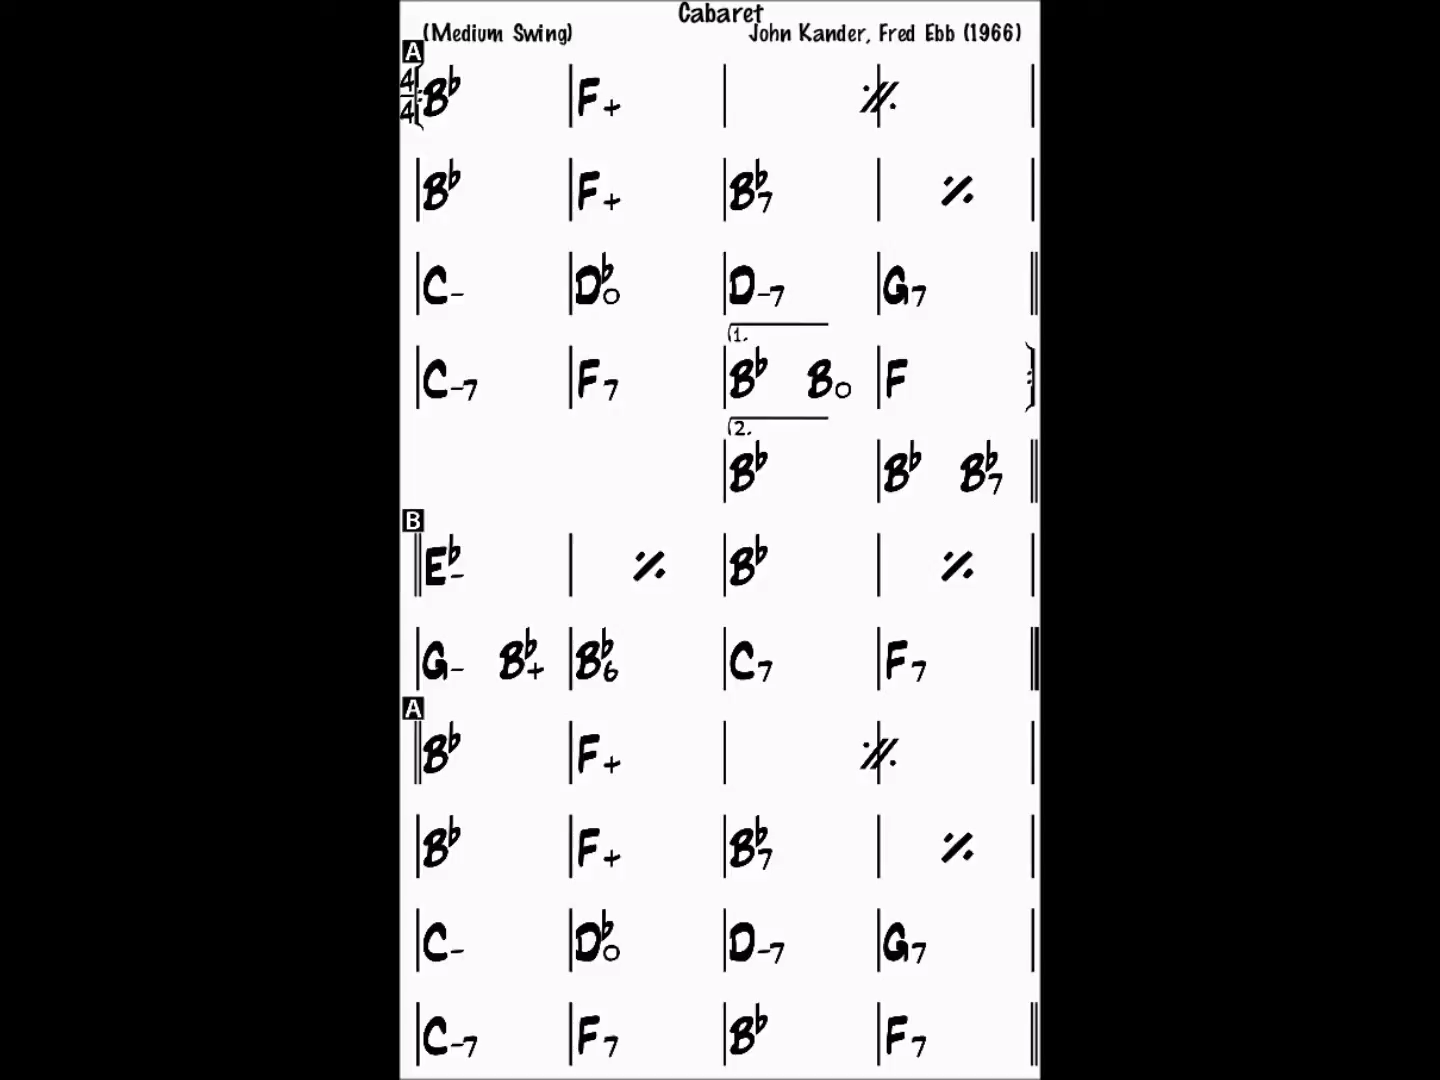 Cabaret
(Medium Swing) John Kander, Fred Ebb (1966)
A
4/4 B♭ F+ 𝄎
B♭ F+ B♭7 𝄎
C- D♭o D-7 G7
1.
C-7 F7 B♭ Bo F
2.
B♭ B♭ B♭7
B
E♭- 𝄎 B♭ 𝄎
G- B♭+ B♭6 C7 F7
A
B♭ F+ 𝄎
B♭ F+ B♭7 𝄎
C- D♭o D-7 G7
C-7 F7 B♭ F7